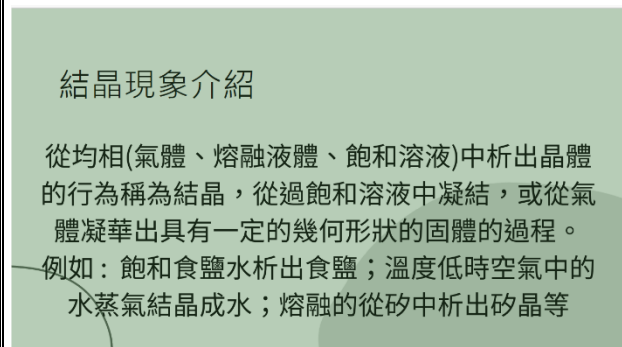 結晶現象介紹
從均相(氣體、熔融液體、飽和溶液)中析出晶體
的行為稱為結晶，從過飽和溶液中凝結，或從氣
體凝華出具有一定的幾何形狀的固體的過程。
例如：飽和食鹽水析出食鹽；溫度低時空氣中的
水蒸氣結晶成水；熔融的從矽中析出矽晶等